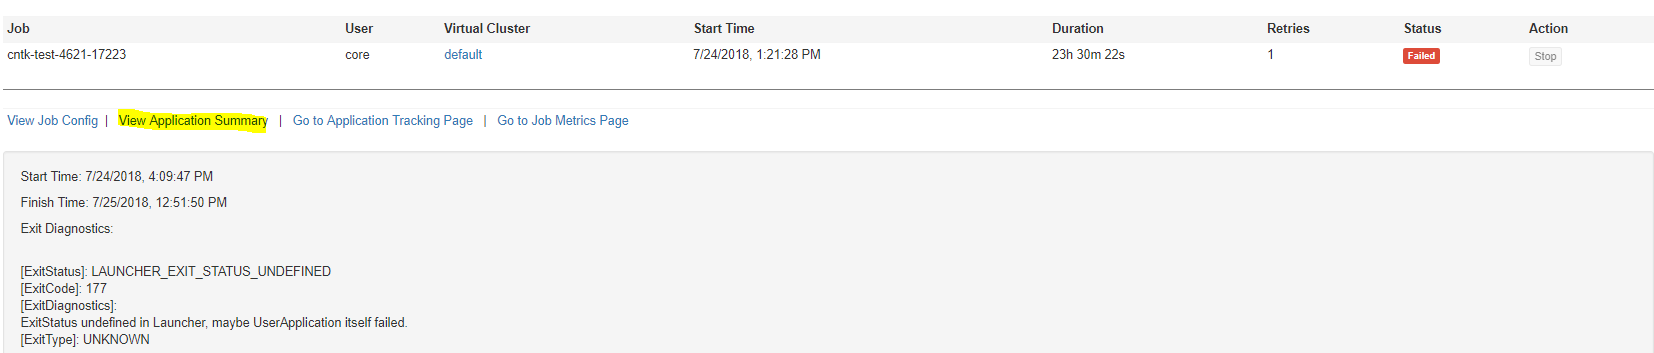 Job User Virtual Cluster Start Time Duration Retries Status Action
cntk-test-4621-17223 core default 7/24/2018, 1:21:28 PM 23h 30m 22s 1 Failed Stop
View Job Config | View Application Summary | Go to Application Tracking Page | Go to Job Metrics Page
Start Time: 7/24/2018, 4:09:47 PM
Finish Time: 7/25/2018, 12:51:50 PM
Exit Diagnostics:
[ExitStatus]: LAUNCHER_EXIT_STATUS_UNDEFINED
[ExitCode]: 177
[ExitDiagnostics]:
ExitStatus undefined in Launcher, maybe UserApplication itself failed.
[ExitType]: UNKNOWN